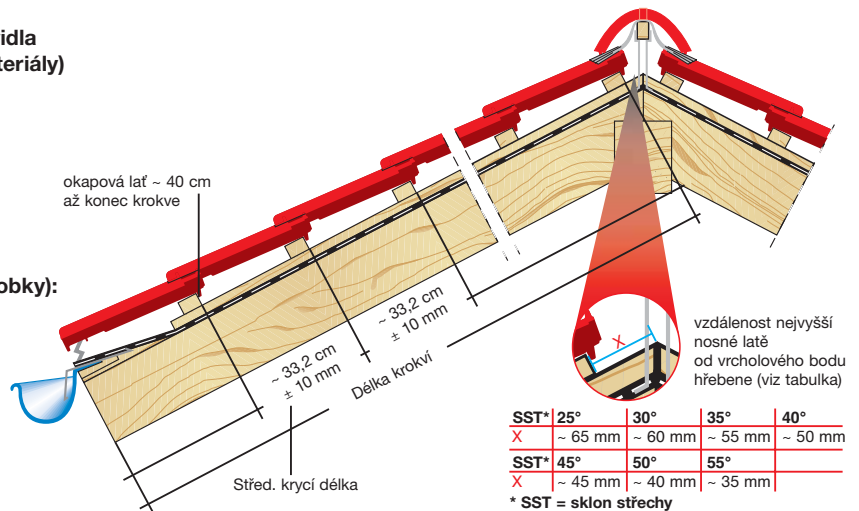 idla
teriály)
okapová lať ~ 40 cm
až konec krokve
obky):
~ 33,2 cm
± 10 mm
~ 33,2 cm
± 10 mm
Délka krokví
Střed. krycí délka
X
vzdálenost nejvyšší
nosné latě
od vrcholového bodu
hřebene (viz tabulka)
SST* 25° 30° 35° 40°
X ~ 65 mm ~ 60 mm ~ 55 mm ~ 50 mm
SST* 45° 50° 55°
X ~ 45 mm ~ 40 mm ~ 35 mm
* SST = sklon střechy